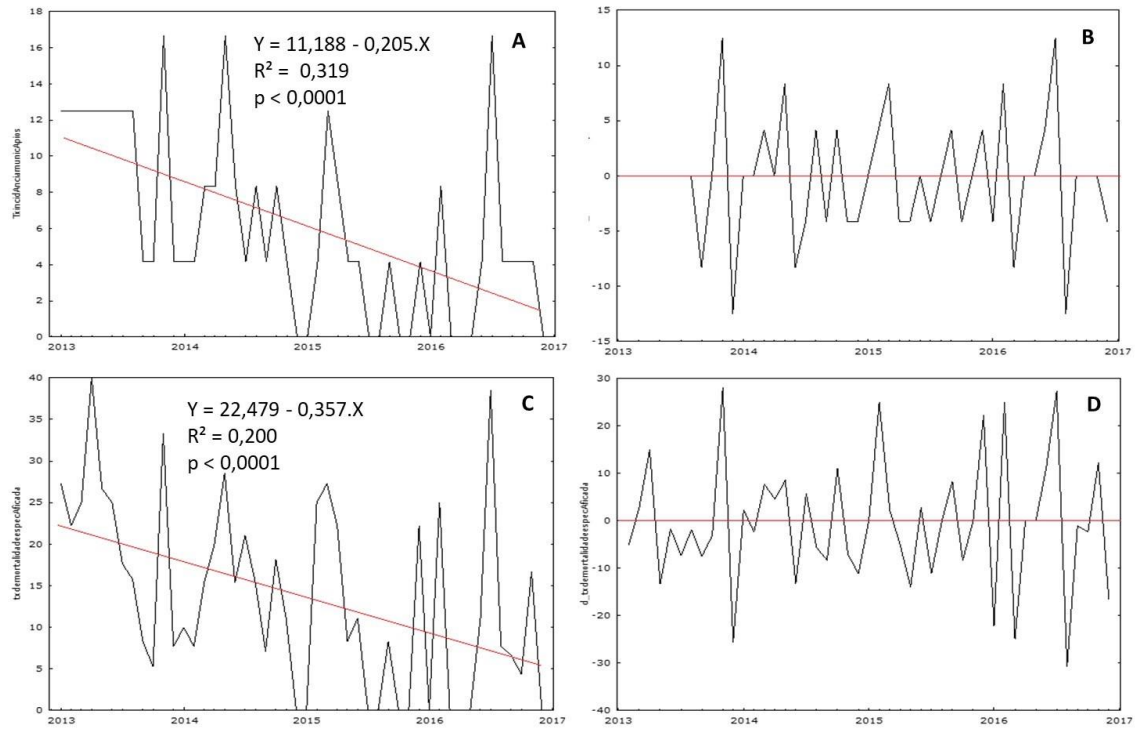 18
16
14
12
10
8
6
4
2
0
TxincidAnciamunicApios
Y = 11,188 - 0,205.X
R² = 0,319
p < 0,0001
A
2013 2014 2015 2016 2017
15
10
5
0
-5
-10
-15
B
2013 2014 2015 2016 2017
40
35
30
25
20
15
10
5
0
txdemortalidadeespecAficada
Y = 22,479 - 0,357.X
R² = 0,200
p < 0,0001
C
2013 2014 2015 2016 2017
30
20
10
0
-10
-20
-30
-40
d_txdemortalidadeespecAficada
D
2013 2014 2015 2016 2017